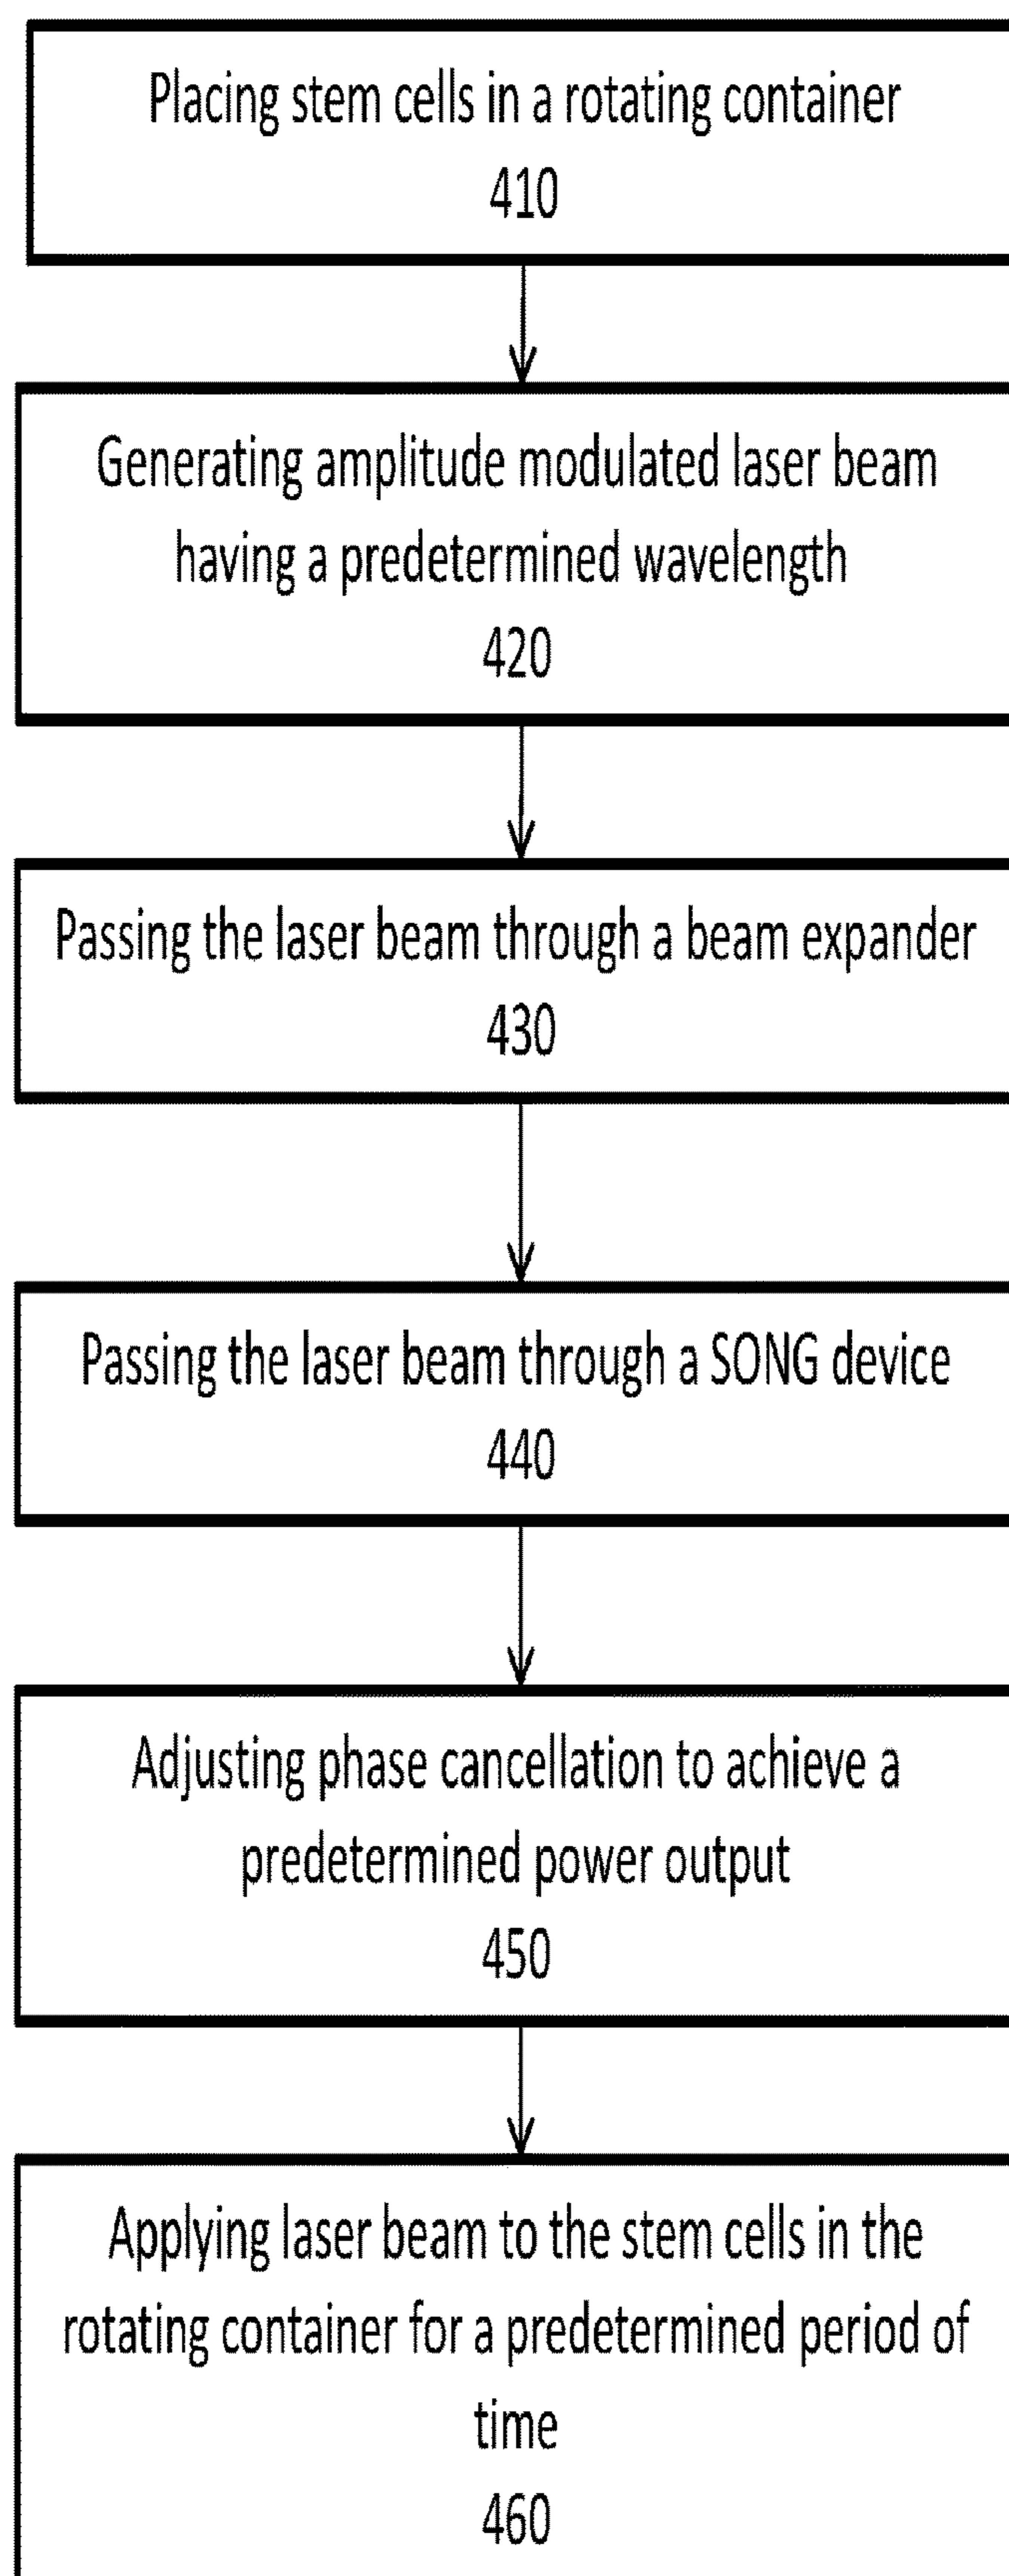 Placing stem cells in a rotating container
410
Generating amplitude modulated laser beam
having a predetermined wavelength
420
Passing the laser beam through a beam expander
430
Passing the laser beam through a SONG device
440
Adjusting phase cancellation to achieve a
predetermined power output
450
Applying laser beam to the stem cells in the
rotating container for a predetermined period of
time
460